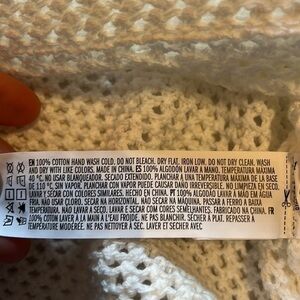 EN 100% COTTON HAND WASH COLD. DO NOT BLEACH. DRY FLAT. IRON LOW. DO NOT DRY CLEAN. WASH
AND DRY WITH LIKE COLORS. MADE IN CHINA. ES 100% ALGODÓN LAVAR A MANO. TEMPERATURA MÁXIMA
40 °C. NO USAR BLANQUEADOR. SECADO EXTENDIDO. PLANCHAR A UNA TEMPERATURA MÁXIMA DE LA BASE
DE 110 °C, SIN VAPOR. PLANCHAR CON VAPOR PUEDE CAUSAR DAÑO IRREVERSIBLE. NO LIMPIEZA EN SECO.
LAVAR Y SECAR CON COLORES SIMILARES. HECHO EN CHINA. PT 100% ALGODÃO LAVAR À MÃO EM ÁGUA
FRIA. NÃO USAR CLORO. SECAR NA HORIZONTAL. NÃO SECAR NA MÁQUINA. PASSAR A FERRO A BAIXA
TEMPERATURA. NÃO LAVAR A SECO. LAVAR E SECAR COM CORES SEMELHANTES. FABRICADO NA CHINA. FR
100% COTON LAVER À LA MAIN À L'EAU FROIDE. NE PAS BLANCHIR. SÉCHER À PLAT. REPASSER À
TEMPÉRATURE MODÉRÉE. NE PAS NETTOYER À SEC. LAVER ET SÉCHER AVEC